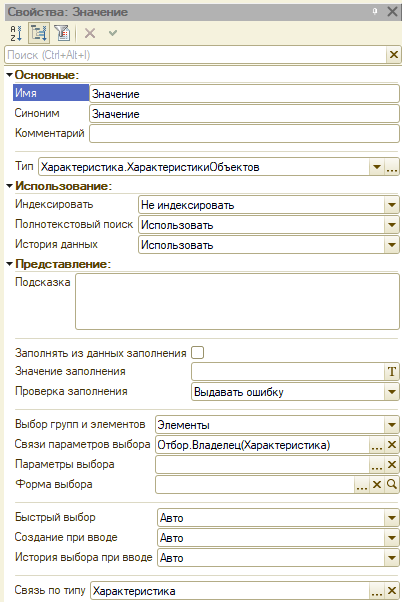 Свойства: Значение
Поиск (Ctrl+Alt+I)
Основные:
Имя Значение
Синоним Значение
Комментарий
Тип Характеристика.ХарактеристикиОбъектов ...
Использование:
Индексировать Не индексировать
Полнотекстовый поиск Использовать
История данных Использовать
Представление:
Подсказка
Заполнять из данных заполнения
Значение заполнения T
Проверка заполнения Выдавать ошибку
Выбор групп и элементов Элементы
Связи параметров выбора Отбор.Владелец(Характеристика) ...
Параметры выбора ...
Форма выбора ...
Быстрый выбор Авто
Создание при вводе Авто
История выбора при вводе Авто
Связь по типу Характеристика ...